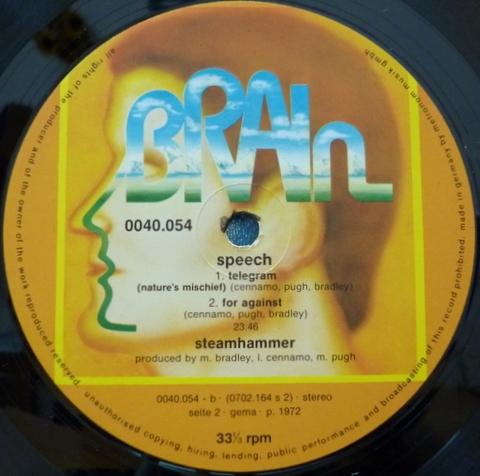 all rights of the producer and of the owner of the work reproduced reserved. unauthorised copying, hiring, lending, public performance and broadcasting of this record prohibited. made in germany by metronom musik gmbh
BRAIn
0040.054
speech
1. telegram
(nature's mischief) (cennamo, pugh, bradley)
2. for against
(cennamo, pugh, bradley)
23:46
steamhammer
produced by m. bradley, l. cennamo, m. pugh
0040.054 - b · (0702.164 s 2) · stereo
seite 2 · gema · p. 1972
33⅓ rpm